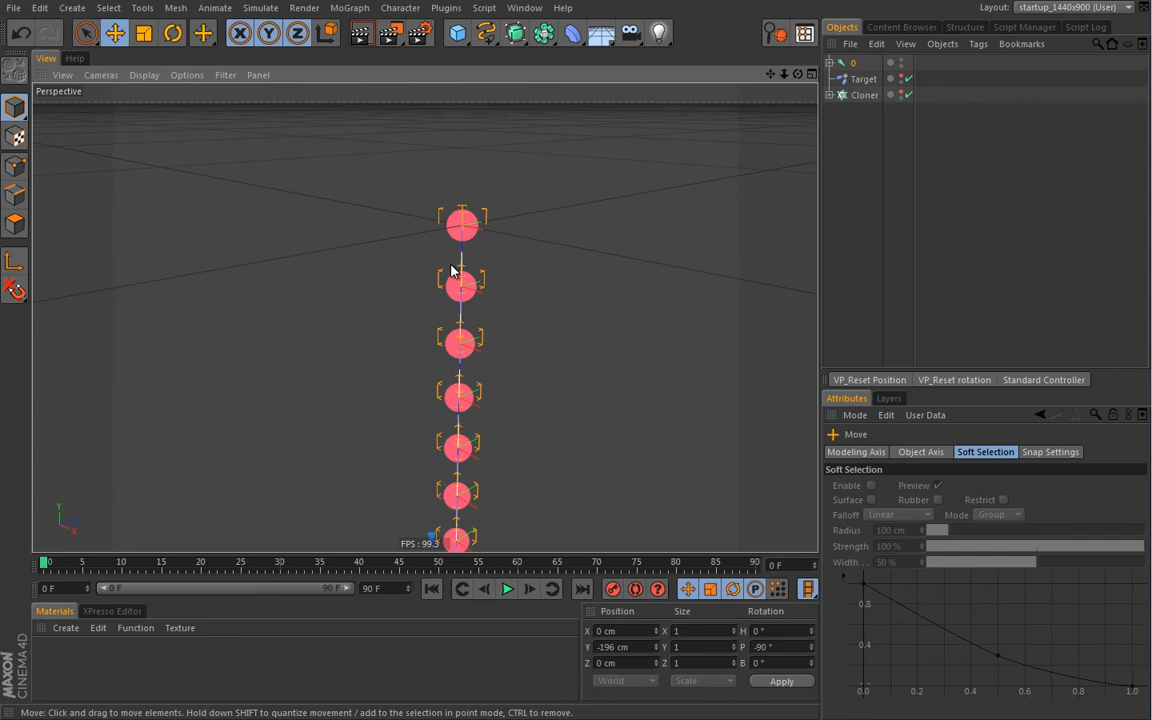 File Edit Create Select Tools Mesh Animate Simulate Render MoGraph Character Plugins Script Window Help
Layout: startup_1440x900 (User)
Objects Content Browser Structure Script Manager Script Log
File Edit View Objects Tags Bookmarks
0
Target
Cloner
View Help
View Cameras Display Options Filter Panel
Perspective
Y
X
FPS : 99.3
VP_Reset Position VP_Reset rotation Standard Controller
Attributes Layers
Mode Edit User Data
Move
Modeling Axis Object Axis Soft Selection Snap Settings
Soft Selection
Enable Preview
Surface Rubber Restrict
Falloff Linear Mode Group
Radius 100 cm
Strength 100 %
Width . . 50 %
0.8
0.4
0.0 0.2 0.4 0.6 0.8 1.0
0 5 10 15 20 25 30 35 40 45 50 55 60 65 70 75 80 85 90 0 F
0 F 0 F 90 F 90 F
Materials XPresso Editor
Create Edit Function Texture
Position Size Rotation
X 0 cm X 1 H 0 °
Y -196 cm Y 1 P -90 °
Z 0 cm Z 1 B 0 °
World Scale Apply
MAXON
CINEMA 4D
Move: Click and drag to move elements. Hold down SHIFT to quantize movement / add to the selection in point mode, CTRL to remove.